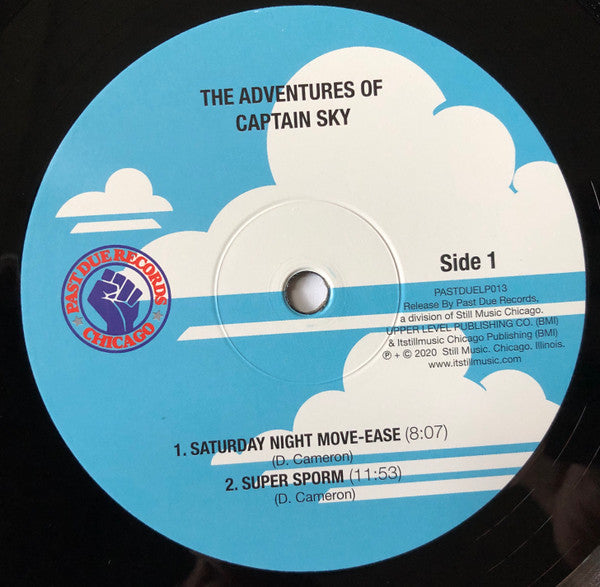 THE ADVENTURES OF
CAPTAIN SKY
PAST DUE RECORDS
CHICAGO
Side 1
PASTDUELP013
Release By Past Due Records,
a division of Still Music Chicago.
UPPER LEVEL PUBLISHING CO. (BMI)
& Itstillmusic Chicago Publishing (BMI)
℗ + © 2020 Still Music. Chicago. Illinois.
www.itstillmusic.com
1. SATURDAY NIGHT MOVE-EASE (8:07)
(D. Cameron)
2. SUPER SPORM (11:53)
(D. Cameron)